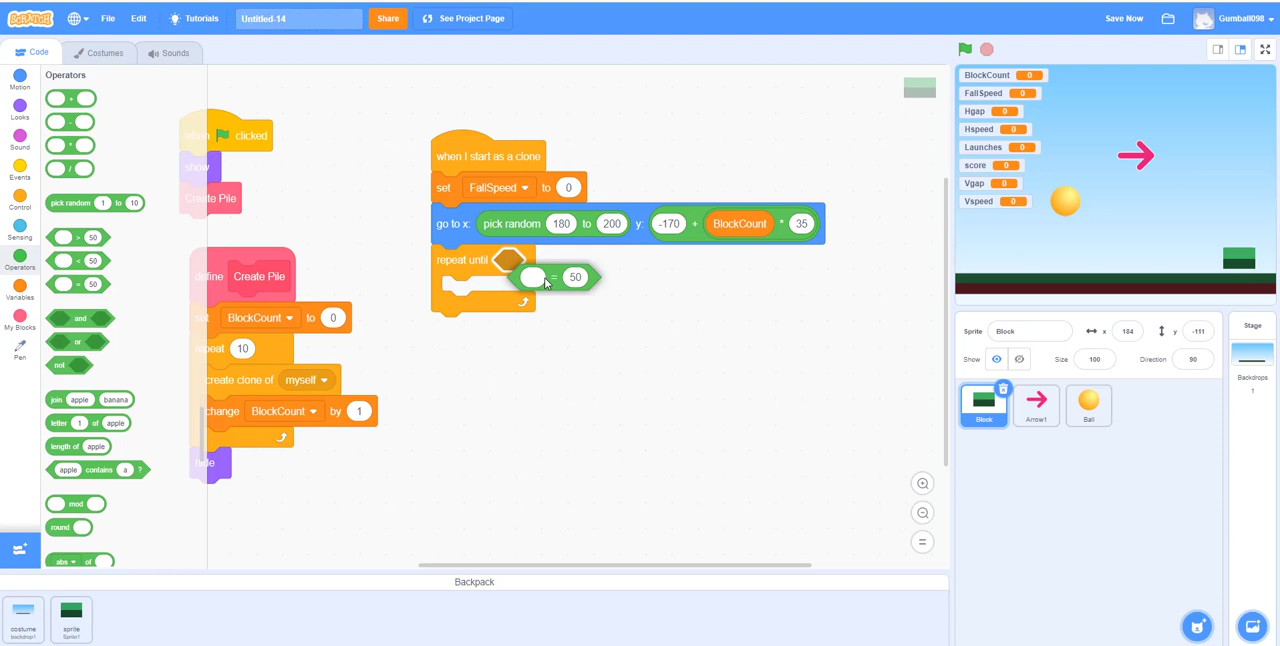 SCRATCH File Edit Tutorials Untitled-14 Share See Project Page Save Now Gumball098
Code Costumes Sounds
Motion
Looks
Sound
Events
Control
Sensing
Operators
Variables
My Blocks
Pen
Operators
+
-
*
/
pick random 1 to 10
> 50
< 50
= 50
and
or
not
join apple banana
letter 1 of apple
length of apple
apple contains a ?
mod
round
abs of
when clicked
show
Create Pile
define Create Pile
set BlockCount to 0
repeat 10
create clone of myself
change BlockCount by 1
hide
when I start as a clone
set FallSpeed to 0
go to x: pick random 180 to 200 y: -170 + BlockCount * 35
repeat until
= 50
BlockCount 0
FallSpeed 0
Hgap 0
Hspeed 0
Launches 0
score 0
Vgap 0
Vspeed 0
Sprite Block x 184 y -111
Show Size 100 Direction 90
Block Arrow1 Ball
Stage
Backdrops
1
Backpack
costume
backdrop1
sprite
Sprite1